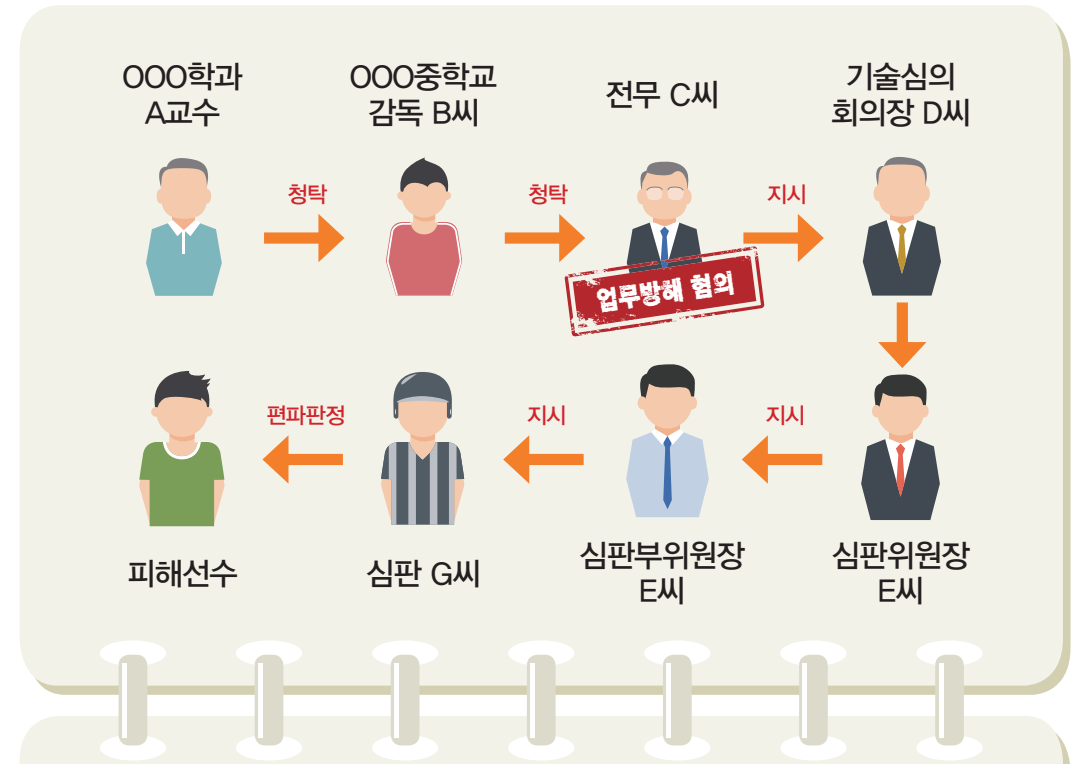 OOO학과
A교수
OOO중학교
감독 B씨
전무 C씨
기술심의
회의장 D씨
청탁
청탁
지시
업무방해 혐의
편파판정
지시
지시
피해선수
심판 G씨
심판부위원장
E씨
심판위원장
E씨